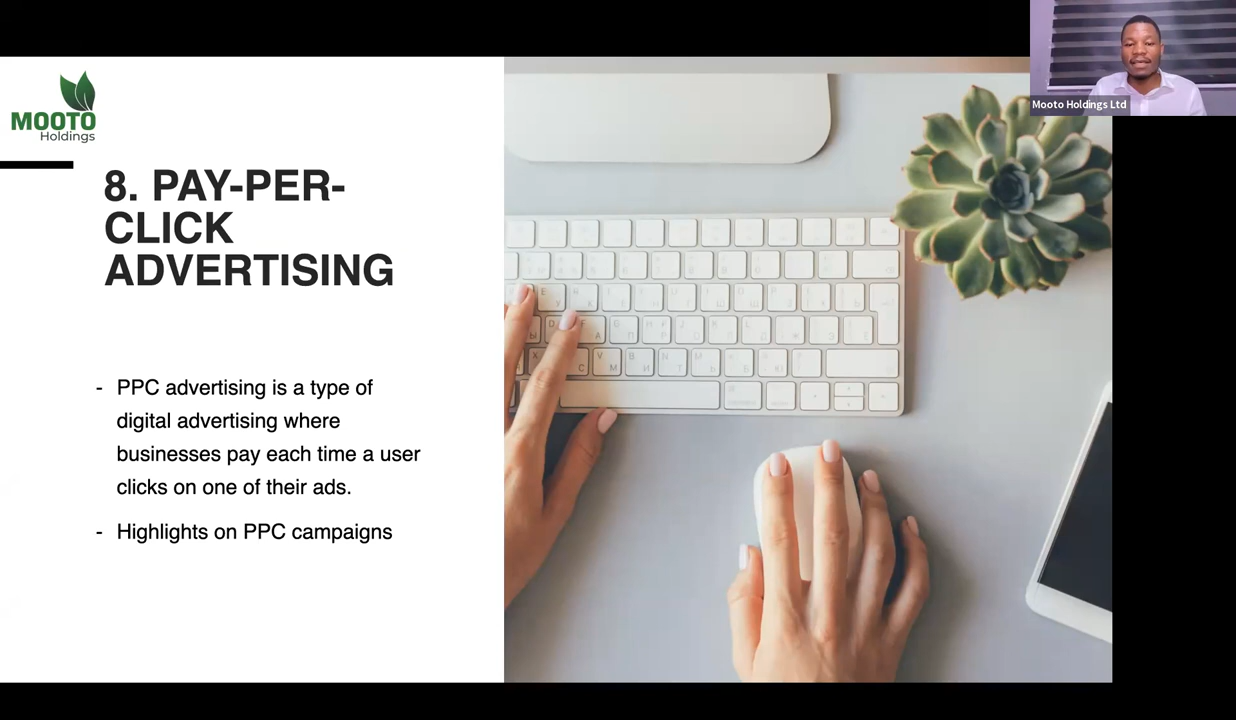 MOOTO
Holdings
Mooto Holdings Ltd
8. PAY-PER-
CLICK
ADVERTISING
- PPC advertising is a type of
digital advertising where
businesses pay each time a user
clicks on one of their ads.
- Highlights on PPC campaigns